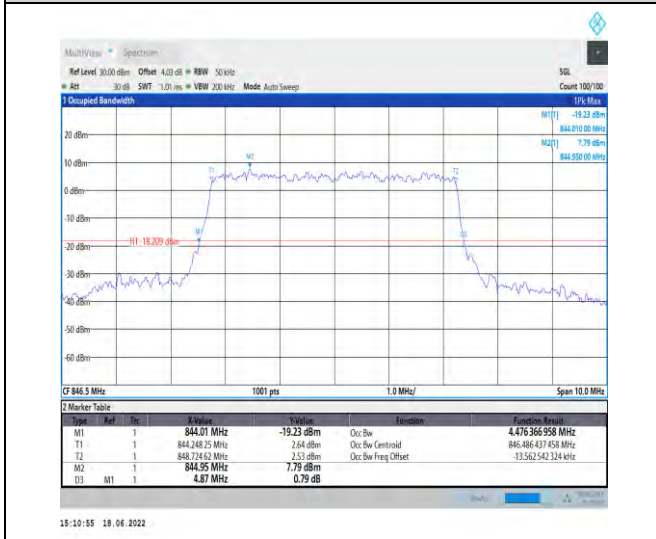 MultiView Spectrum
Ref Level 30.00 dBm Offset 4.03 dB RBW 50 kHz SGL
Att 30 dB SWT 1.01 ms VBW 200 kHz Mode Auto Sweep Count 100/100
1 Occupied Bandwidth 1Pk Max
M1[1] -19.23 dBm
844.010 00 MHz
M2[1] 7.79 dBm
844.950 00 MHz
20 dBm
M2
10 dBm
T1 T2
0 dBm
-10 dBm
M1 D3
H1 -18.209 dBm
-20 dBm
-30 dBm
-40 dBm
-50 dBm
-60 dBm
CF 846.5 MHz 1001 pts 1.0 MHz/ Span 10.0 MHz
2 Marker Table
Type Ref Trc X-Value Y-Value Function Function Result
M1 1 844.01 MHz -19.23 dBm Occ Bw 4.476 366 958 MHz
T1 1 844.248 25 MHz 2.64 dBm Occ Bw Centroid 846.486 437 458 MHz
T2 1 848.724 62 MHz 2.53 dBm Occ Bw Freq Offset -13.562 542 324 kHz
M2 1 844.95 MHz 7.79 dBm
D3 M1 1 4.87 MHz 0.79 dB
15:10:55 18.06.2022